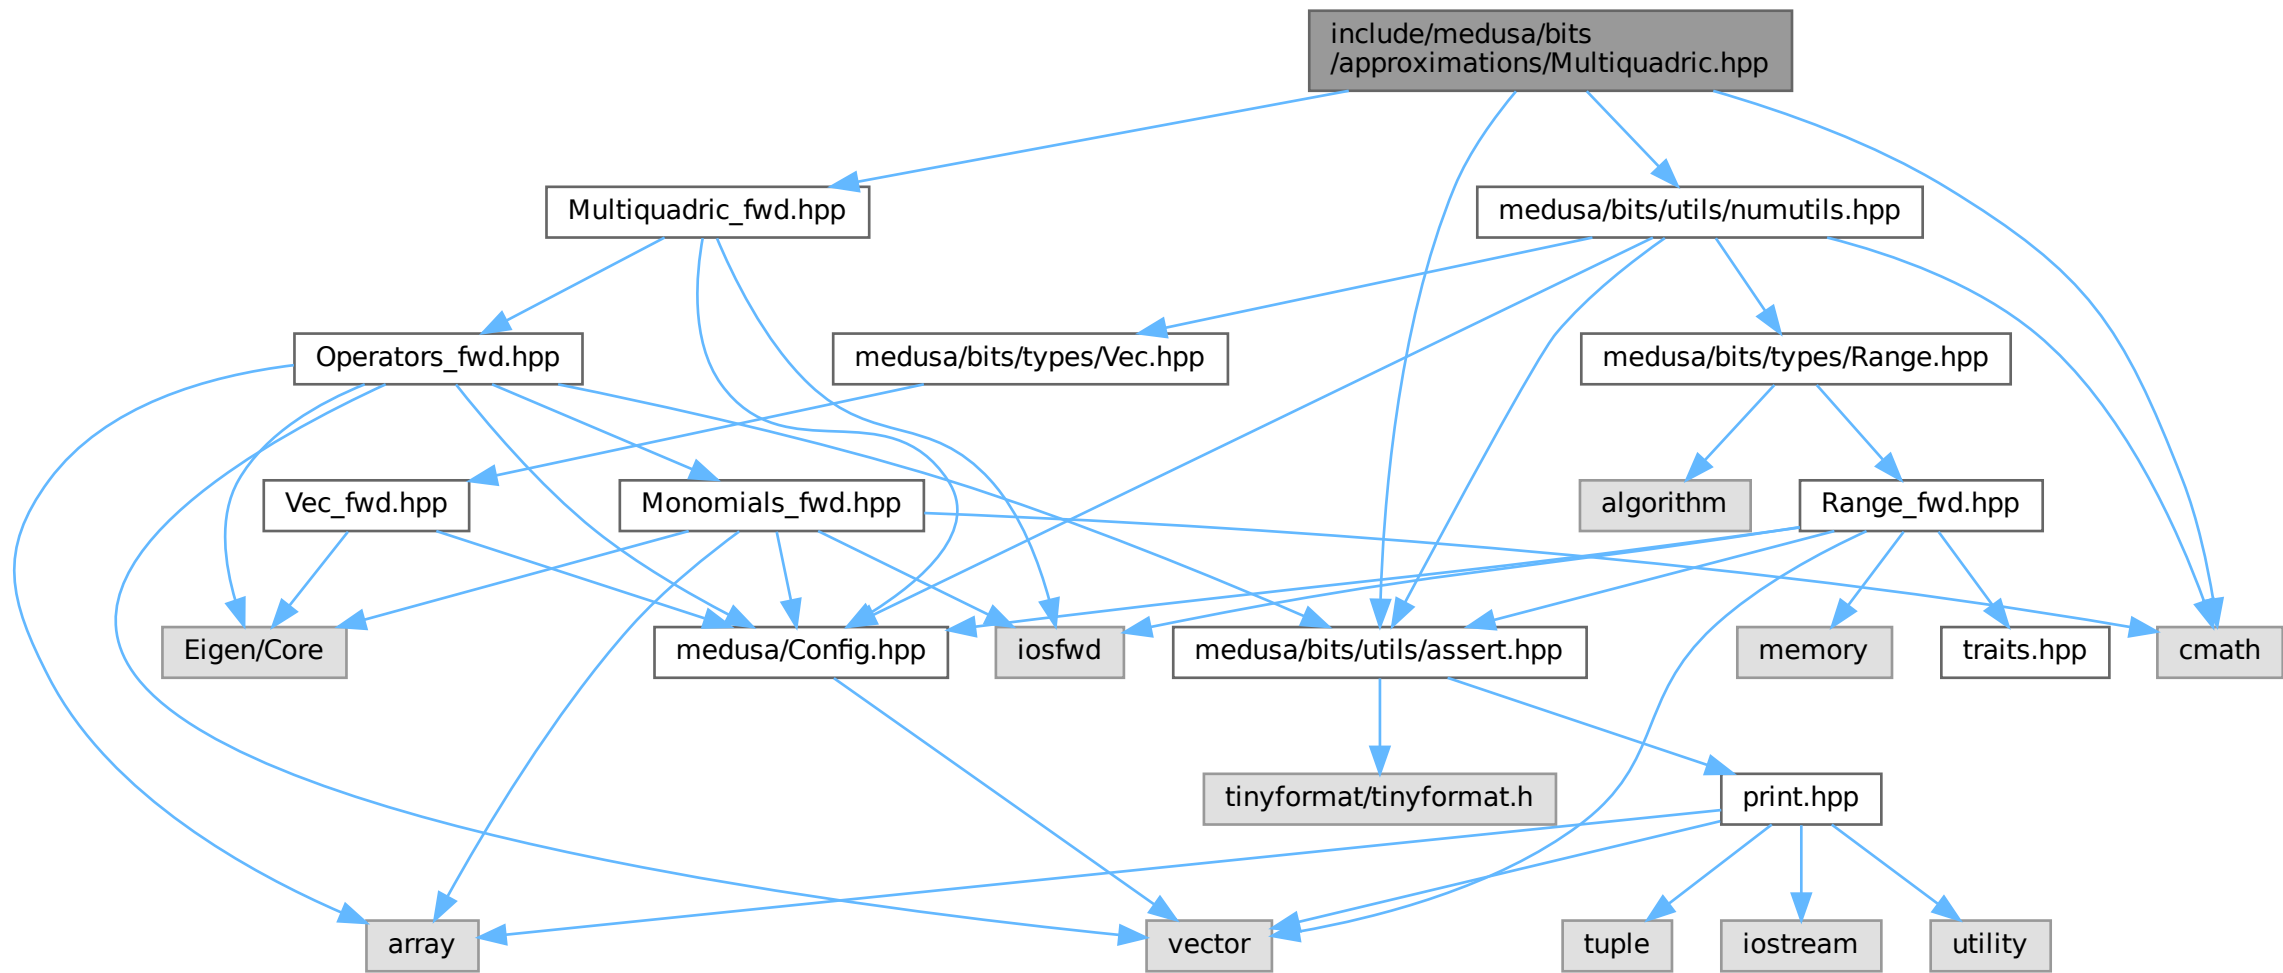 include/medusa/bits
/approximations/Multiquadric.hpp
Multiquadric_fwd.hpp
medusa/bits/utils/numutils.hpp
Operators_fwd.hpp
medusa/bits/types/Vec.hpp
medusa/bits/types/Range.hpp
Vec_fwd.hpp
Monomials_fwd.hpp
algorithm
Range_fwd.hpp
Eigen/Core
medusa/Config.hpp
iosfwd
medusa/bits/utils/assert.hpp
memory
traits.hpp
cmath
tinyformat/tinyformat.h
print.hpp
array
vector
tuple
iostream
utility